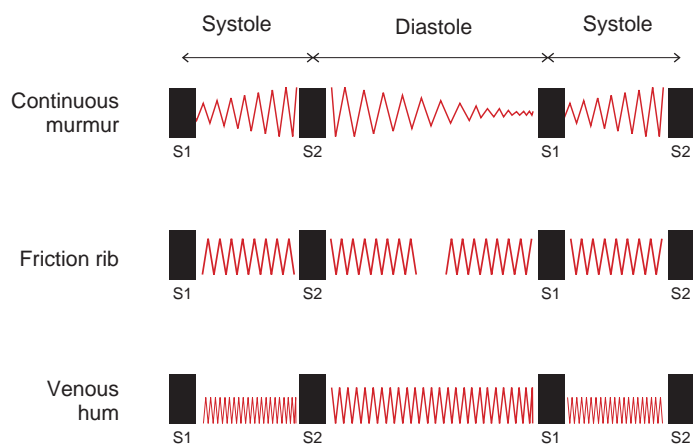 Systole Diastole Systole
Continuous
murmur
S1 S2 S1 S2
Friction rib
S1 S2 S1 S2
Venous
hum
S1 S2 S1 S2